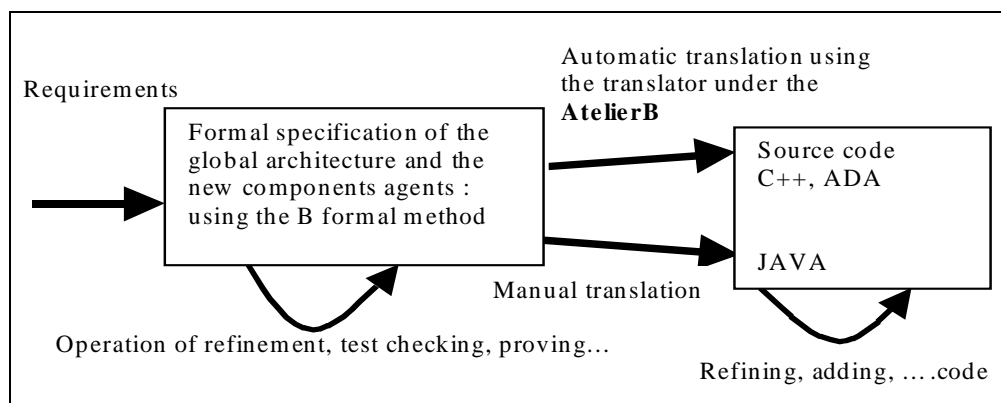 Requirements
Formal specification of the
global architecture and the
new components agents :
using the B formal method
Automatic translation using
the translator under the
AtelierB
Source code
C++, ADA
JAVA
Manual translation
Operation of refinement, test checking, proving…
Refining, adding, ….code